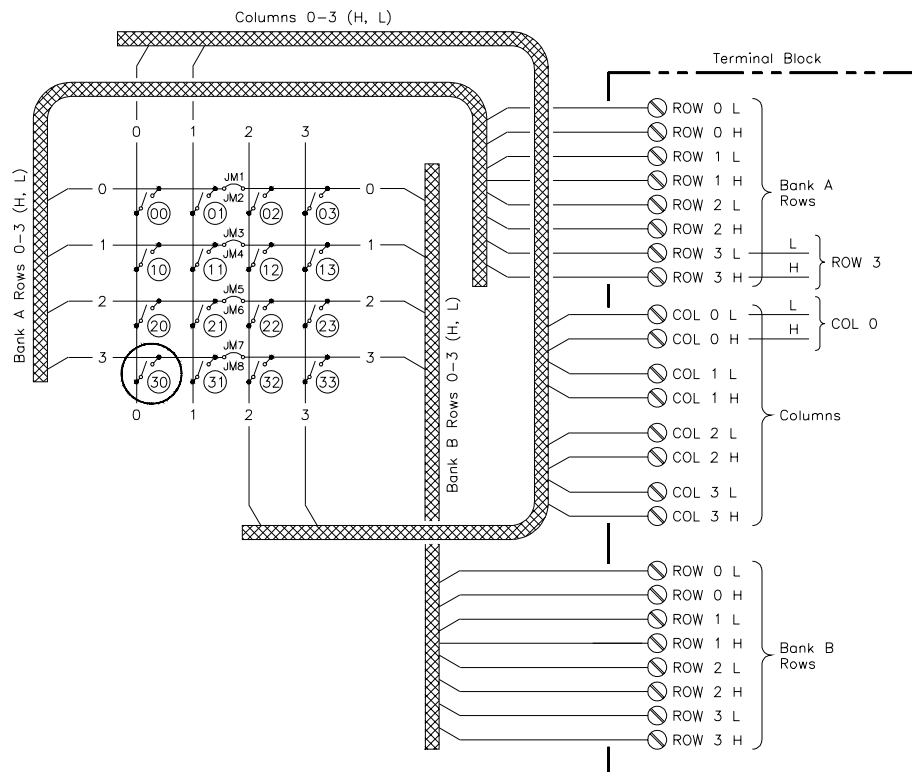 Columns 0-3 (H, L)
Terminal Block
Bank A Rows 0-3 (H, L)
0 1 2 3
0 JM1 0
JM2
00 01 02 03
1 JM3 1
JM4
10 11 12 13
2 JM5 2
JM6
20 21 22 23
3 JM7 3
JM8
30 31 32 33
0 1 2 3
Bank B Rows 0-3 (H, L)
ROW 0 L
ROW 0 H
ROW 1 L
ROW 1 H
ROW 2 L
ROW 2 H
ROW 3 L L
ROW 3 H H
Bank A
Rows
ROW 3
COL 0 L L
COL 0 H H
COL 0
COL 1 L
COL 1 H
COL 2 L
COL 2 H
COL 3 L
COL 3 H
Columns
ROW 0 L
ROW 0 H
ROW 1 L
ROW 1 H
ROW 2 L
ROW 2 H
ROW 3 L
ROW 3 H
Bank B
Rows